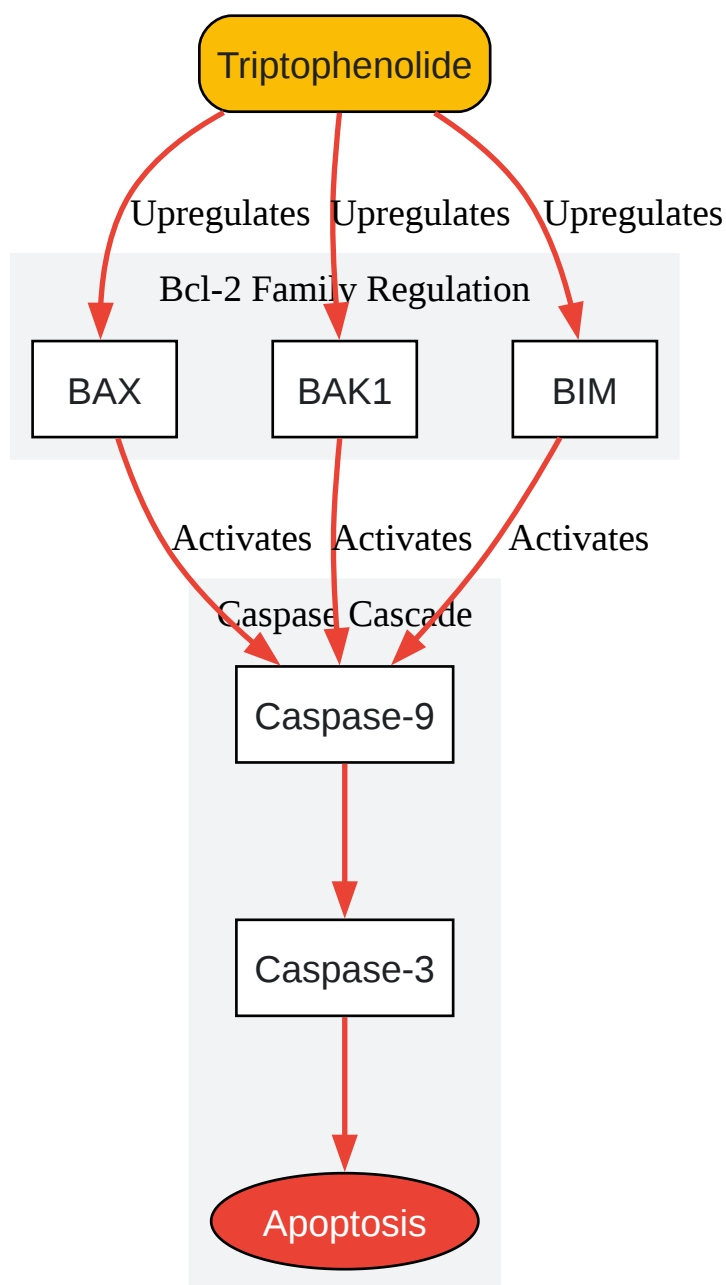 Triptophenolide
Upregulates Upregulates Upregulates
Bcl-2 Family Regulation
BAX BAK1 BIM
Activates Activates Activates
Caspase Cascade
Caspase-9
Caspase-3
Apoptosis